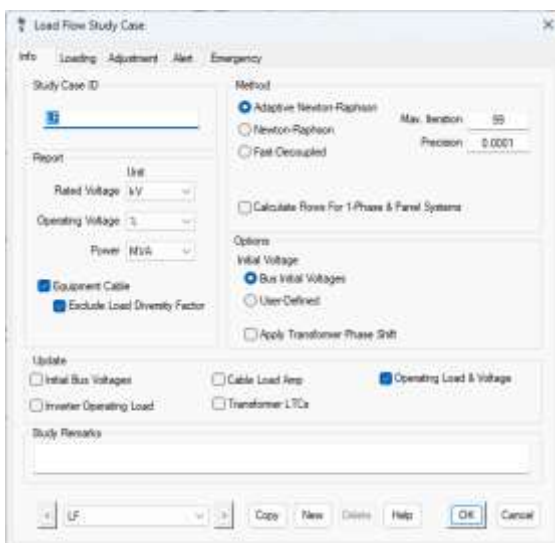 Load Flow Study Case
Info Loading Adjustment Alert Emergency
Study Case ID
LF
Method
Adaptive Newton-Raphson
Newton-Raphson
Fast-Decoupled
Max. Iteration 99
Precision 0.0001
Calculate Flows For 1-Phase & Panel Systems
Report
Unit
Rated Voltage kV
Operating Voltage %
Power MVA
Equipment Cable
Exclude Load Diversity Factor
Options
Initial Voltage
Bus Initial Voltages
User-Defined
Apply Transformer Phase Shift
Update
Initial Bus Voltages Cable Load Amp Operating Load & Voltage
Inverter Operating Load Transformer LTCs
Study Remarks
< LF > Copy New Delete Help OK Cancel